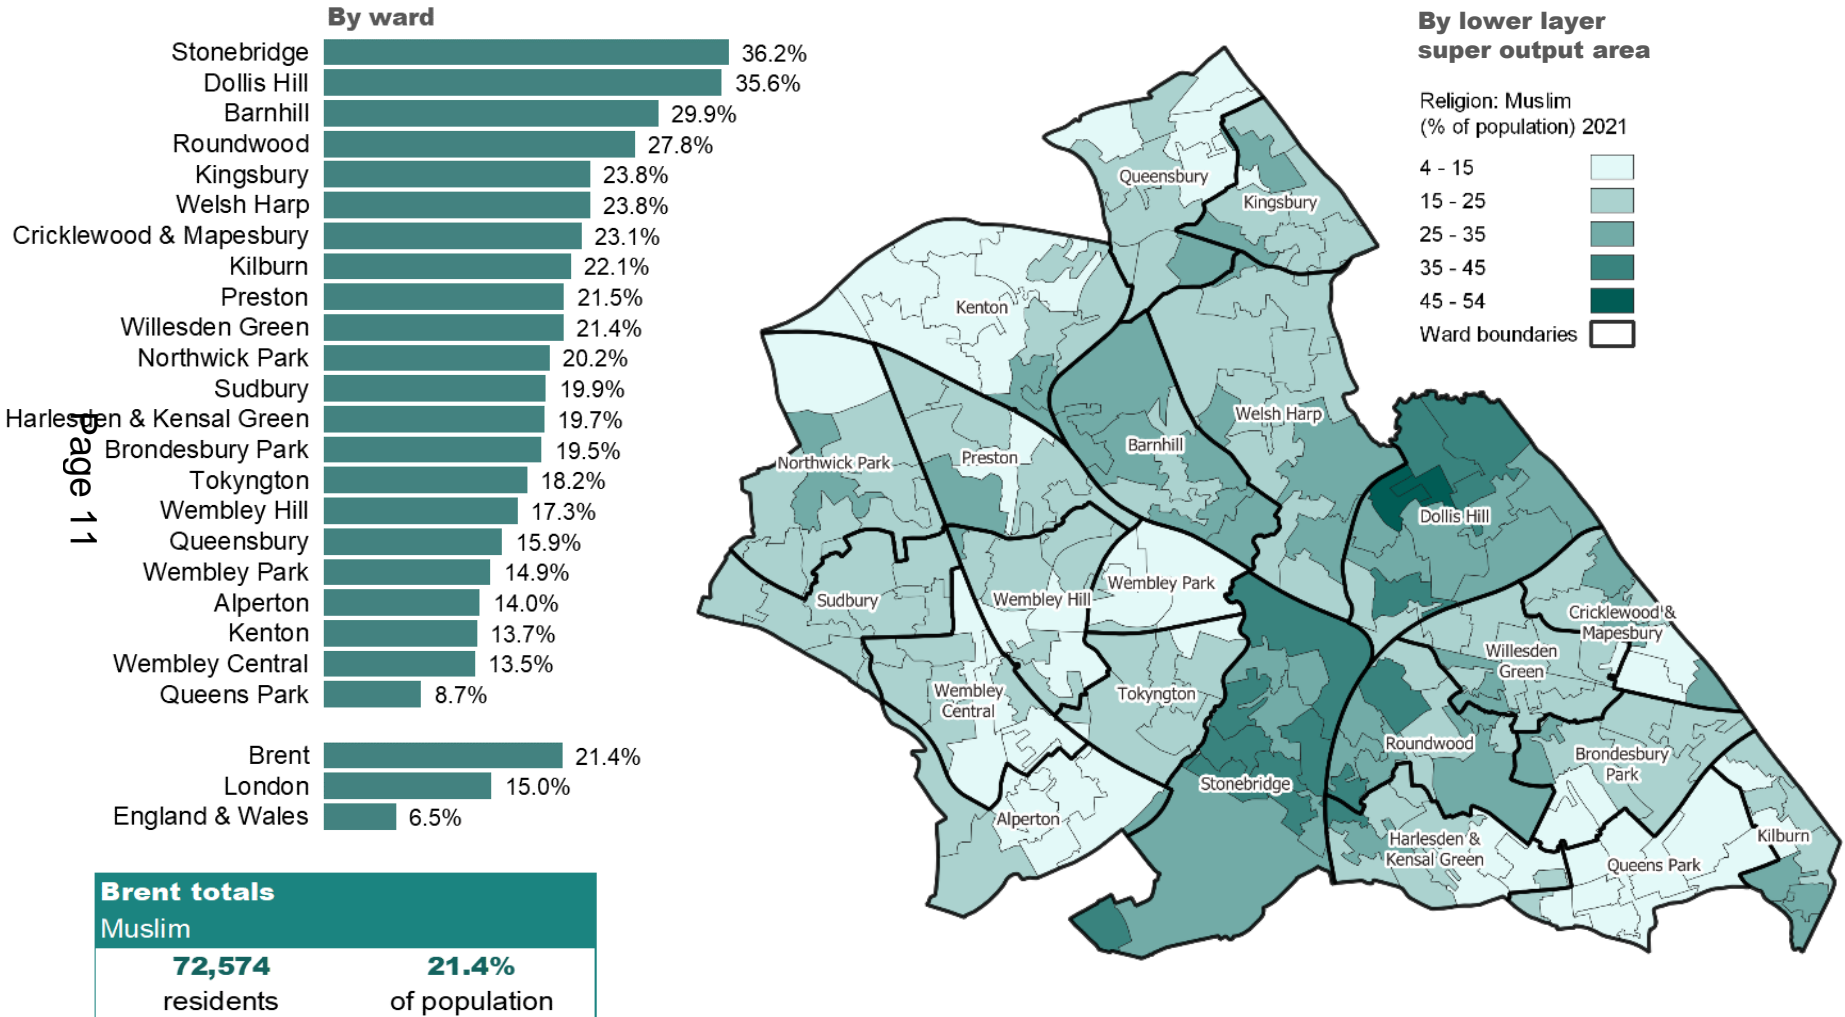 By ward
Stonebridge 36.2%
Dollis Hill 35.6%
Barnhill 29.9%
Roundwood 27.8%
Kingsbury 23.8%
Welsh Harp 23.8%
Cricklewood & Mapesbury 23.1%
Kilburn 22.1%
Preston 21.5%
Willesden Green 21.4%
Northwick Park 20.2%
Sudbury 19.9%
Harlesden & Kensal Green 19.7%
Brondesbury Park 19.5%
Tokyngton 18.2%
Wembley Hill 17.3%
Queensbury 15.9%
Wembley Park 14.9%
Alperton 14.0%
Kenton 13.7%
Wembley Central 13.5%
Queens Park 8.7%
Brent 21.4%
London 15.0%
England & Wales 6.5%
Page 11
Brent totals
Muslim
72,574 21.4%
residents of population
By lower layer
super output area
Religion: Muslim
(% of population) 2021
4 - 15
15 - 25
25 - 35
35 - 45
45 - 54
Ward boundaries
Queensbury
Kingsbury
Kenton
Welsh Harp
Barnhill
Preston
Northwick Park
Dollis Hill
Wembley Park
Wembley Hill
Sudbury
Cricklewood &
Mapesbury
Willesden
Green
Wembley
Central
Tokyngton
Roundwood
Brondesbury
Park
Stonebridge
Alperton
Harlesden &
Kensal Green
Queens Park
Kilburn